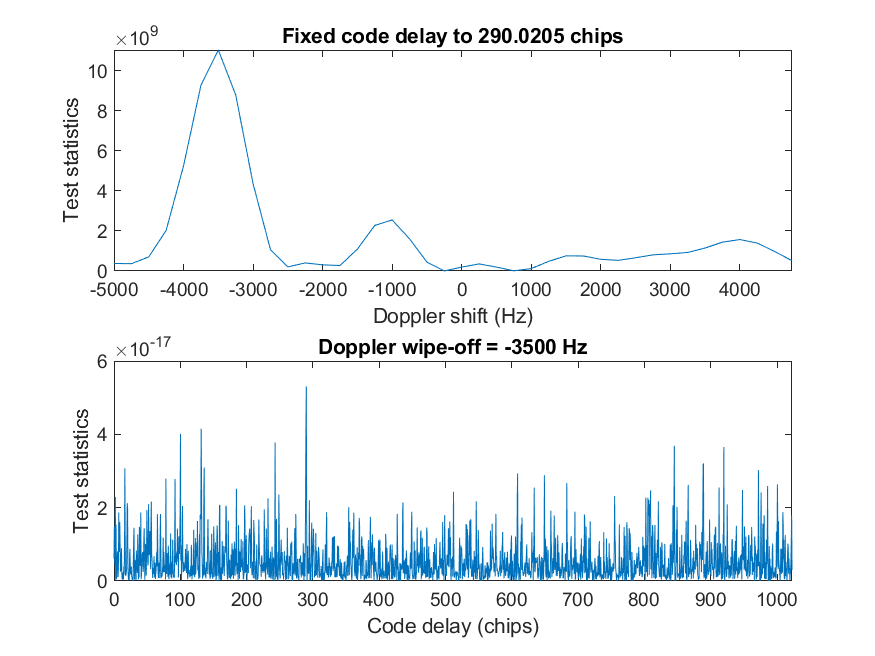 ×10⁹
Fixed code delay to 290.0205 chips
10
8
6
4
2
0
Test statistics
-5000 -4000 -3000 -2000 -1000 0 1000 2000 3000 4000
Doppler shift (Hz)
×10⁻¹⁷
Doppler wipe-off = -3500 Hz
6
4
2
0
Test statistics
0 100 200 300 400 500 600 700 800 900 1000
Code delay (chips)